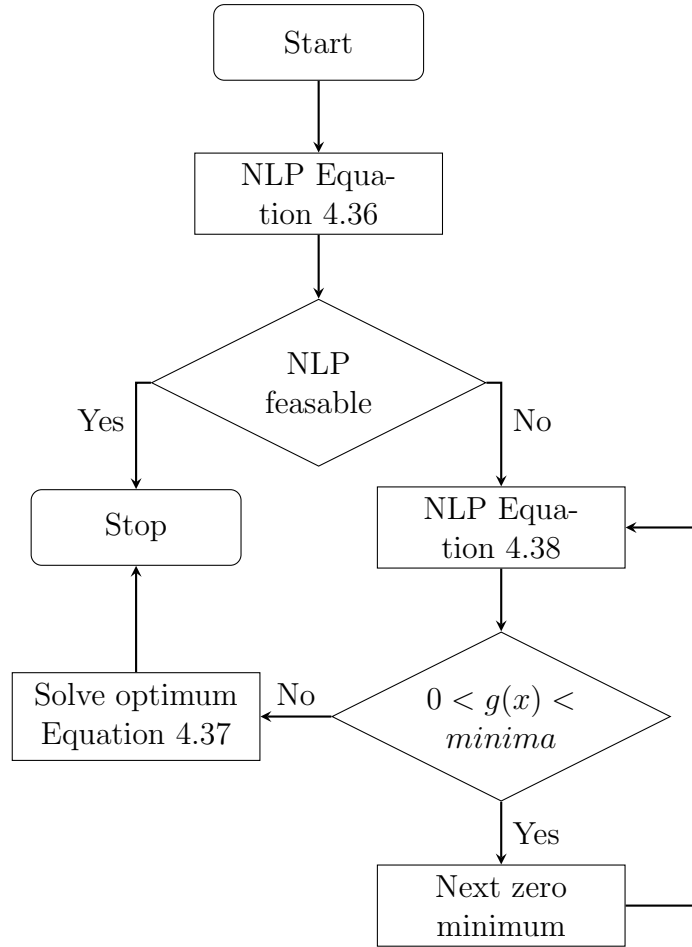 Start
NLP Equa-
tion 4.36
NLP
feasable
Yes
No
Stop
NLP Equa-
tion 4.38
Solve optimum
Equation 4.37
No
0 < g(x) <
minima
Yes
Next zero
minimum